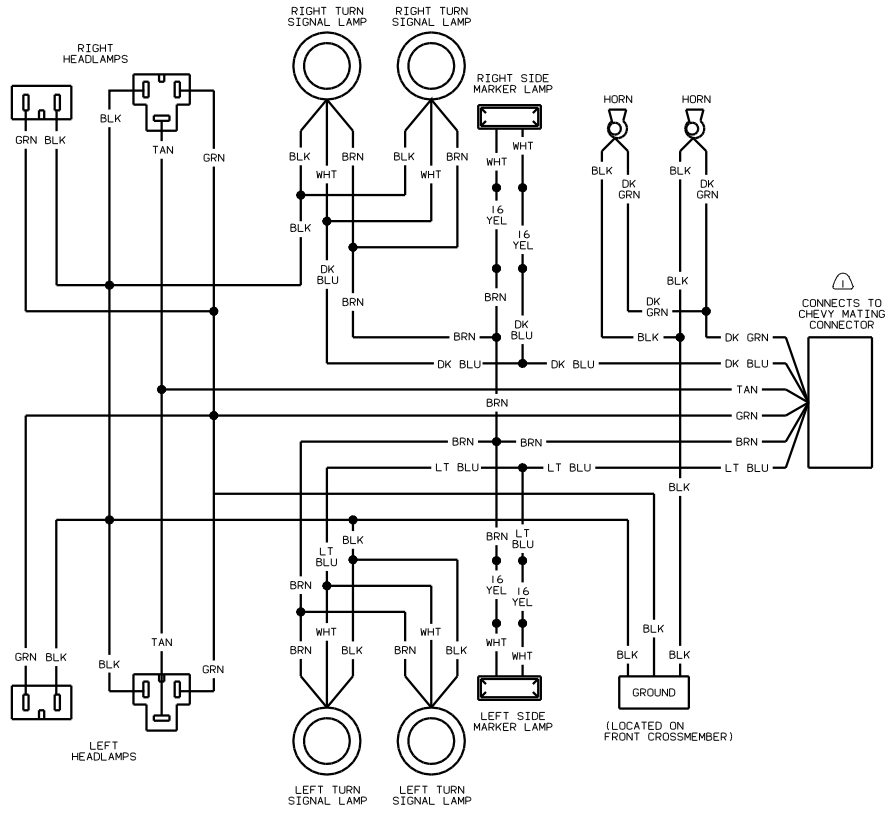 RIGHT TURN
SIGNAL LAMP
RIGHT TURN
SIGNAL LAMP
RIGHT
HEADLAMPS
RIGHT SIDE
MARKER LAMP
HORN
HORN
BLK
GRN
BLK
TAN
GRN
BLK
BRN
BLK
BRN
WHT
WHT
WHT
WHT
BLK
DK
GRN
BLK
DK
GRN
16
YEL
16
YEL
BLK
DK
BLU
BRN
BRN
DK
BLU
BLK
DK
GRN
1
CONNECTS TO
CHEVY MATING
CONNECTOR
BRN
BLK
DK GRN
DK BLU
DK BLU
DK BLU
TAN
BRN
GRN
BRN
BRN
BRN
LT BLU
LT BLU
LT BLU
BLK
BLK
BRN
LT
BLU
LT
BLU
BRN
16
YEL
16
YEL
WHT
WHT
BLK
TAN
WHT
WHT
GRN
BLK
BLK
GRN
BRN
BLK
BRN
BLK
BLK
BLK
GROUND
LEFT SIDE
MARKER LAMP
(LOCATED ON
FRONT CROSSMEMBER)
LEFT
HEADLAMPS
LEFT TURN
SIGNAL LAMP
LEFT TURN
SIGNAL LAMP